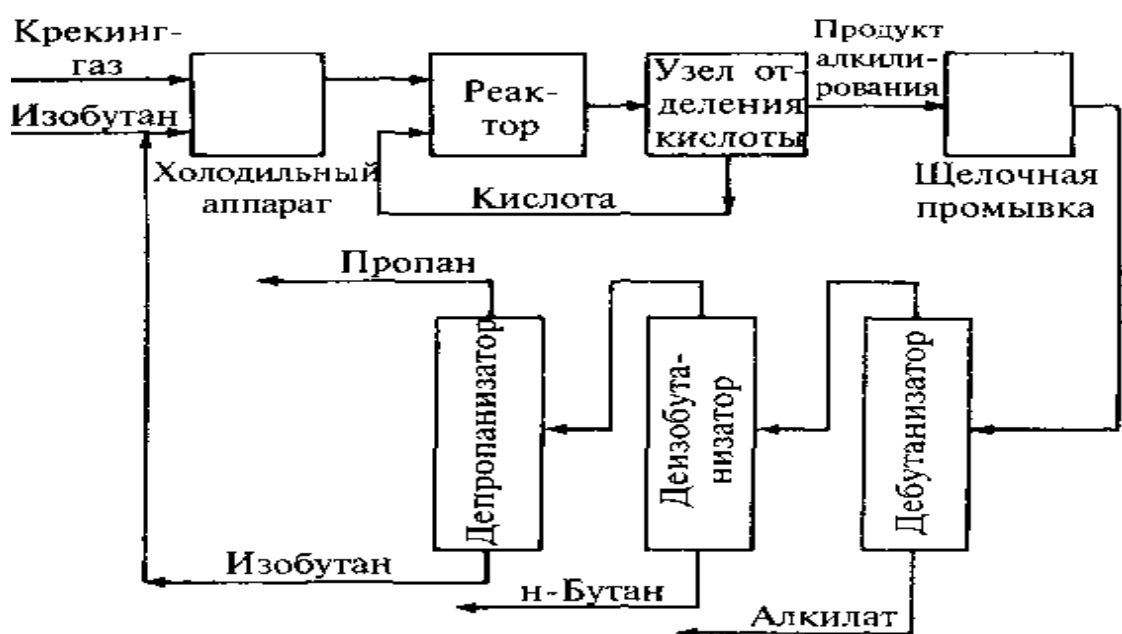 Крекинг-
газ
Изобутан
Холодильный
аппарат
Реак-
тор
Кислота
Узел от-
деления
кислоты
Продукт
алкили-
рования
Щелочная
промывка
Пропан
Депропанизатор
Деизобута-
низатор
Дебутанизатор
Изобутан
н-Бутан
Алкилат